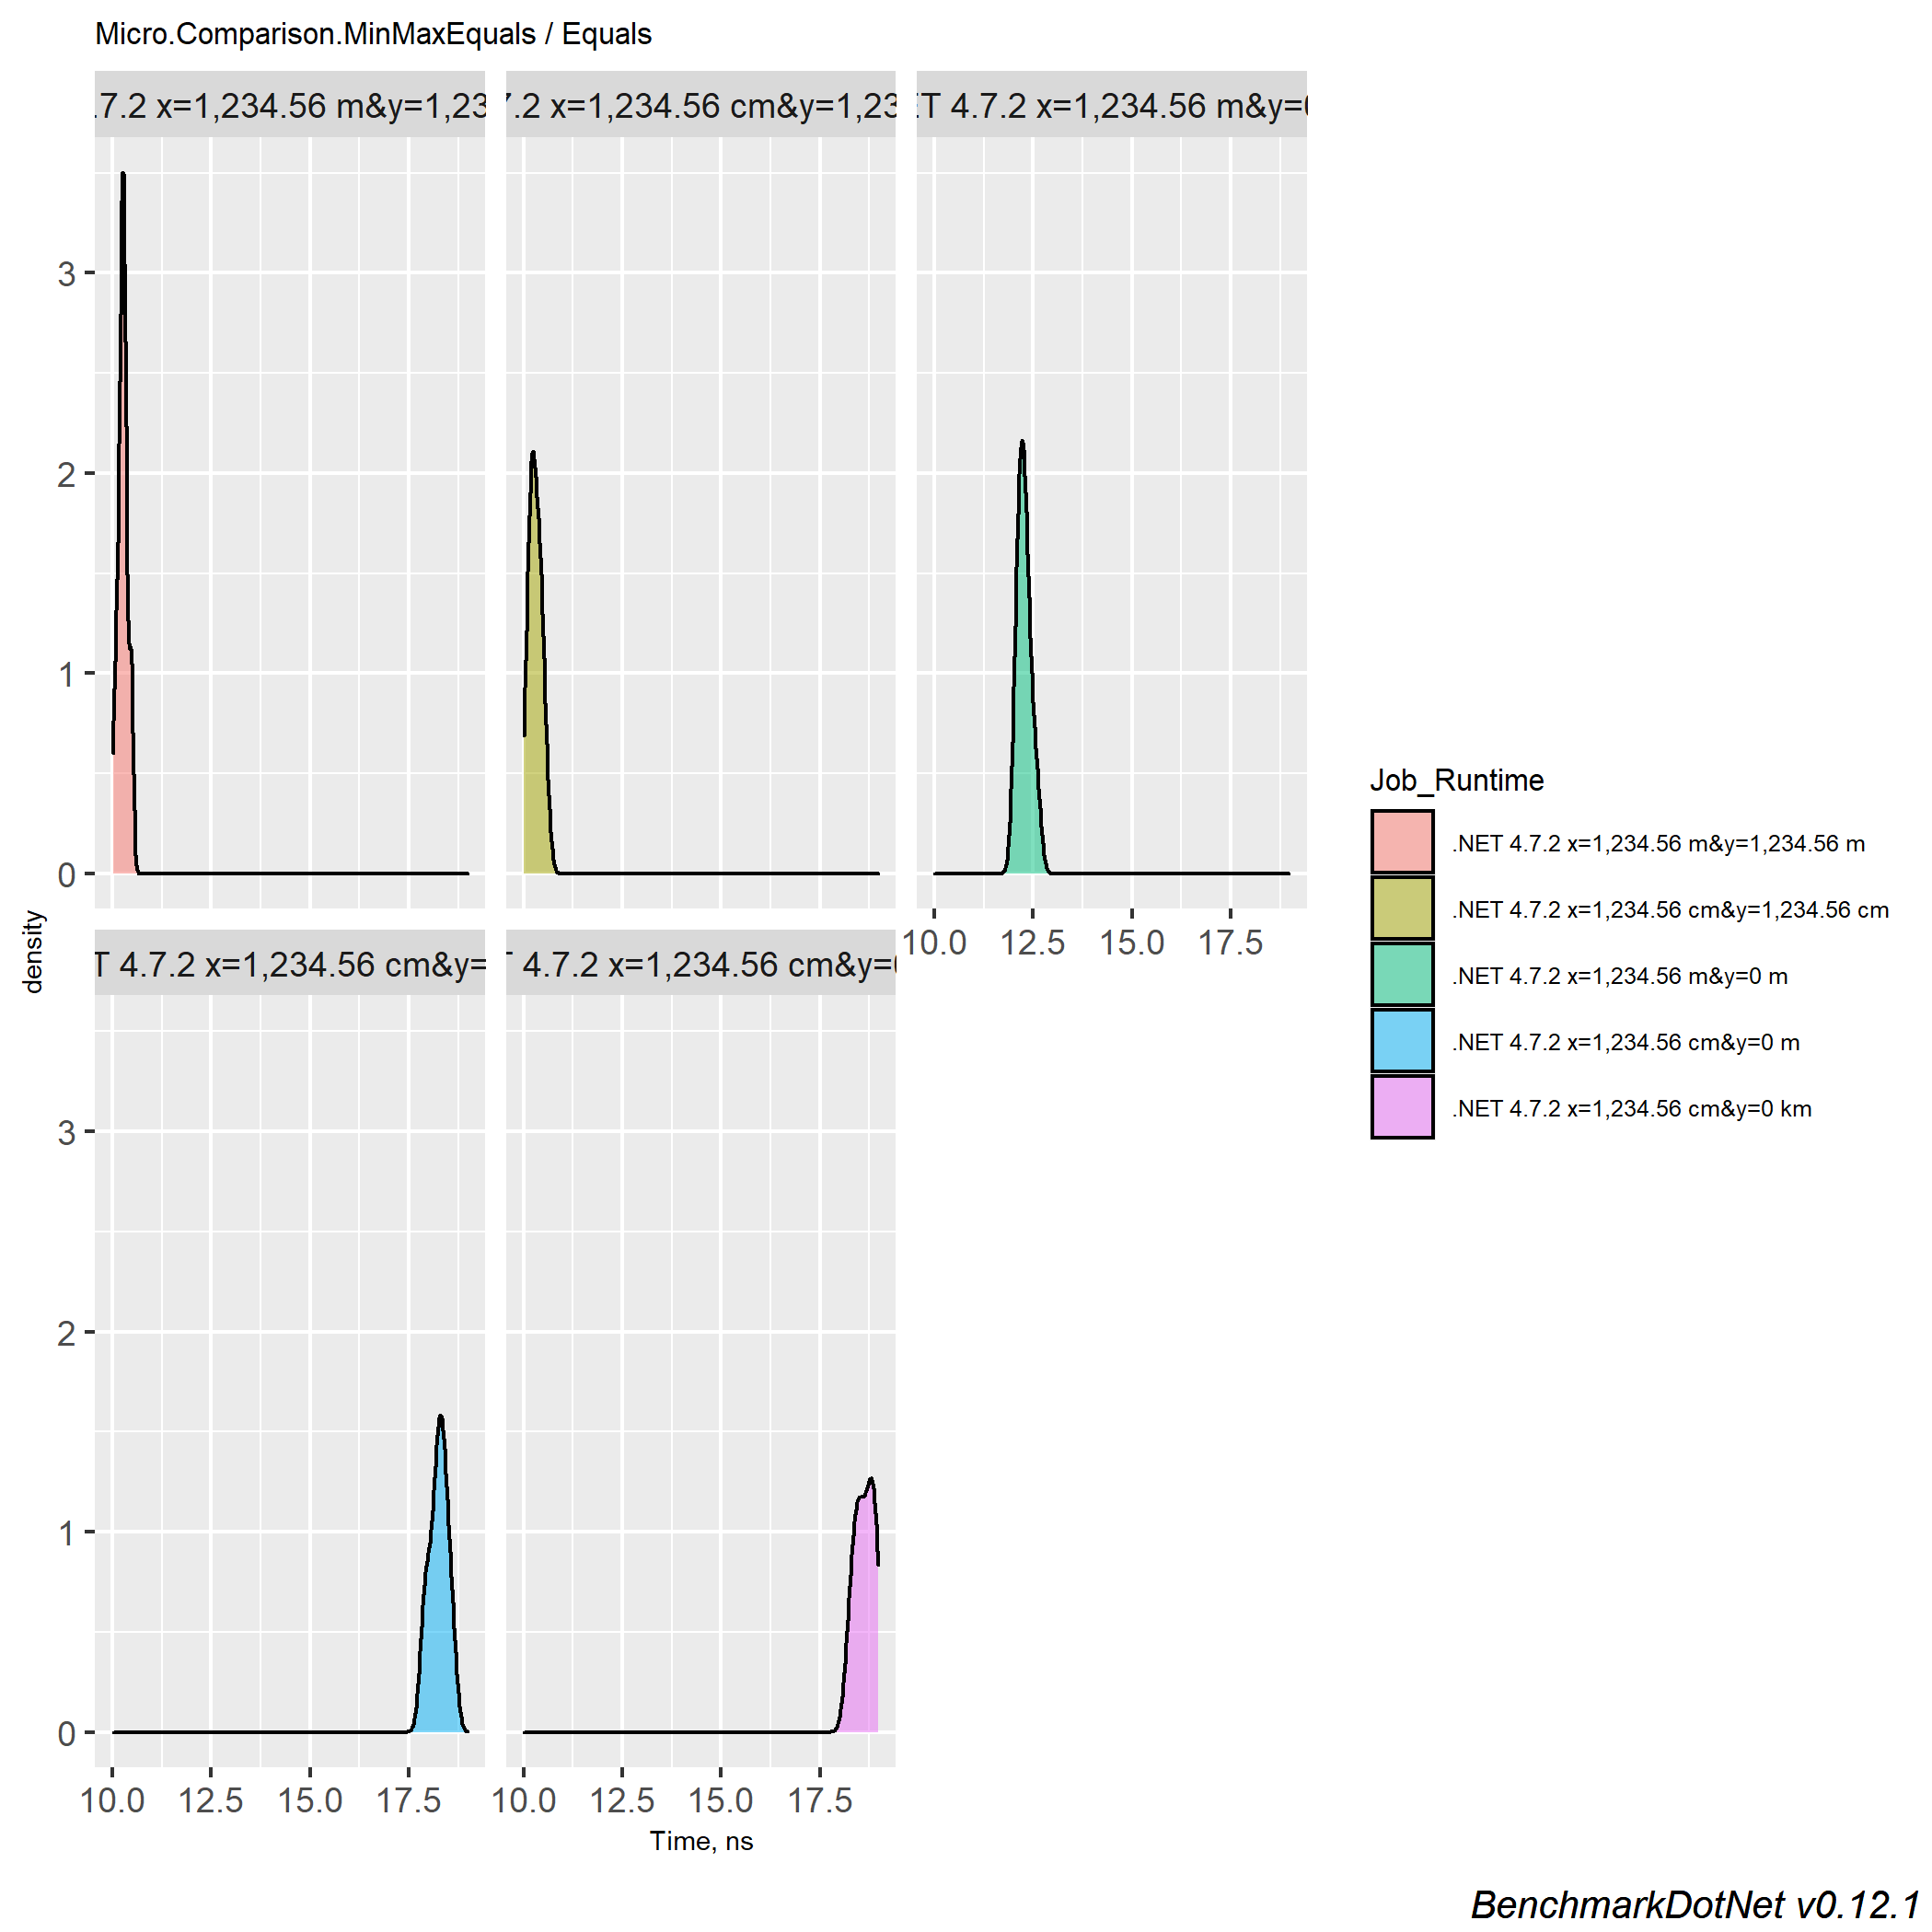 Micro.Comparison.MinMaxEquals / Equals
.7.2 x=1,234.56 m&y=1,23
7.2 x=1,234.56 cm&y=1,23
ET 4.7.2 x=1,234.56 m&y=0
3
2
1
0
10.0 12.5 15.0 17.5
density
T 4.7.2 x=1,234.56 cm&y=
T 4.7.2 x=1,234.56 cm&y=0
3
2
1
0
10.0 12.5 15.0 17.5
10.0 12.5 15.0 17.5
Time, ns
Job_Runtime
.NET 4.7.2 x=1,234.56 m&y=1,234.56 m
.NET 4.7.2 x=1,234.56 cm&y=1,234.56 cm
.NET 4.7.2 x=1,234.56 m&y=0 m
.NET 4.7.2 x=1,234.56 cm&y=0 m
.NET 4.7.2 x=1,234.56 cm&y=0 km
BenchmarkDotNet v0.12.1